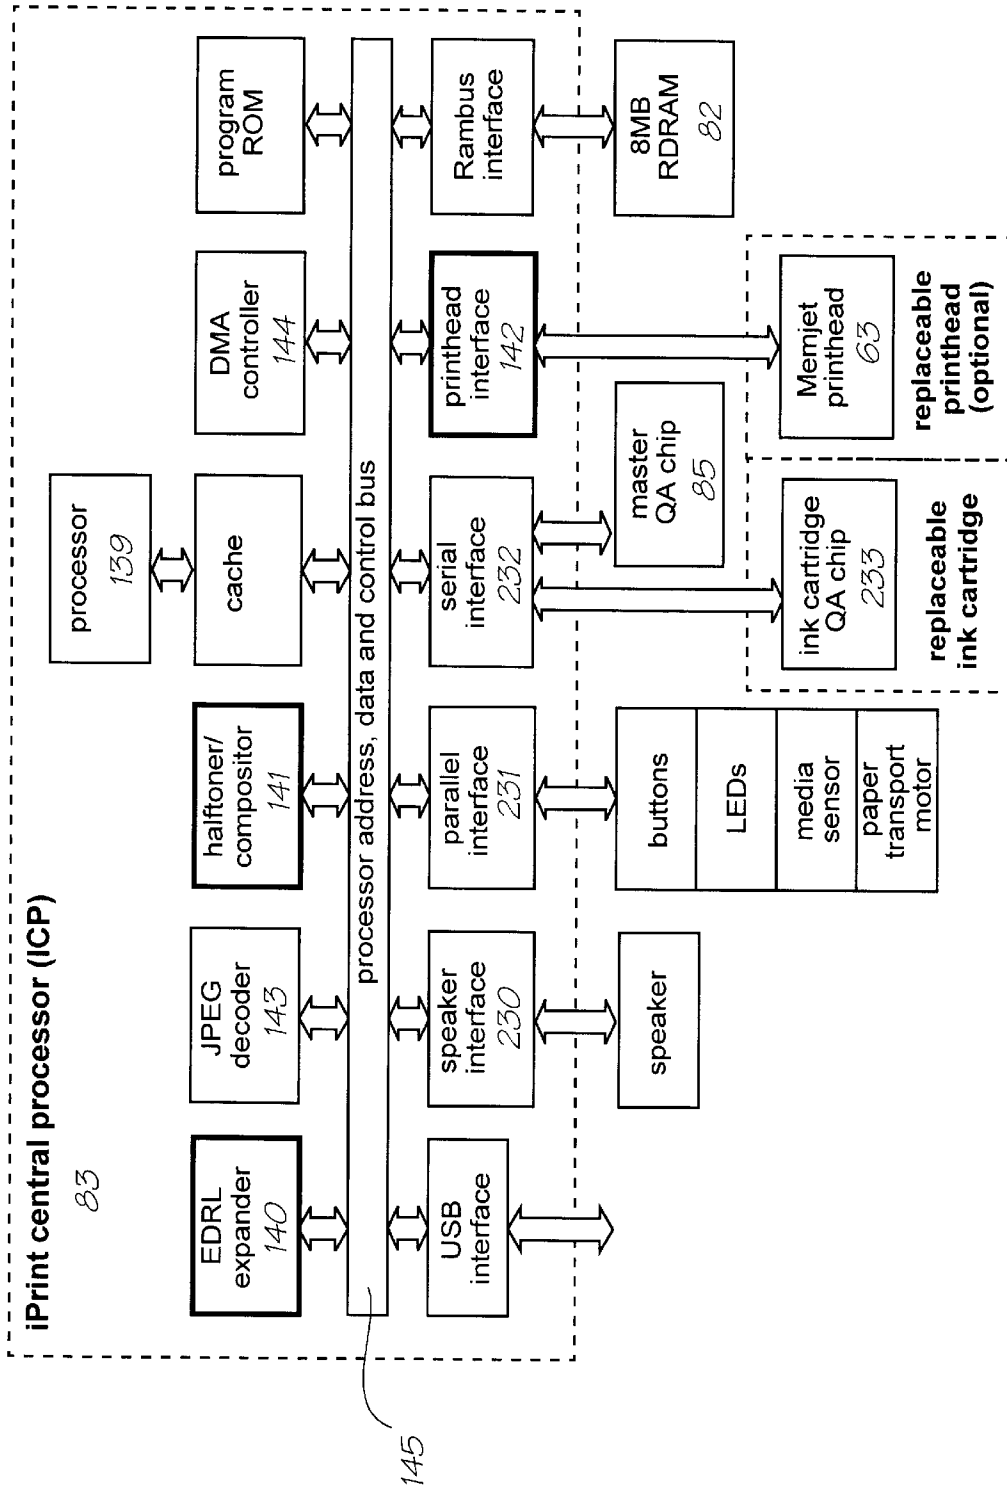 iPrint central processor (ICP)
83
processor
139
EDRL
expander
140
JPEG
decoder
143
halftoner/
compositor
141
cache
DMA
controller
144
program
ROM
processor address, data and control bus
145
USB
interface
speaker
interface
230
parallel
interface
231
serial
interface
232
printhead
interface
142
Rambus
interface
speaker
buttons
LEDs
media
sensor
paper
transport
motor
master
QA chip
85
8MB
RDRAM
82
ink cartridge
QA chip
233
replaceable
ink cartridge
Memjet
printhead
63
replaceable
printhead
(optional)